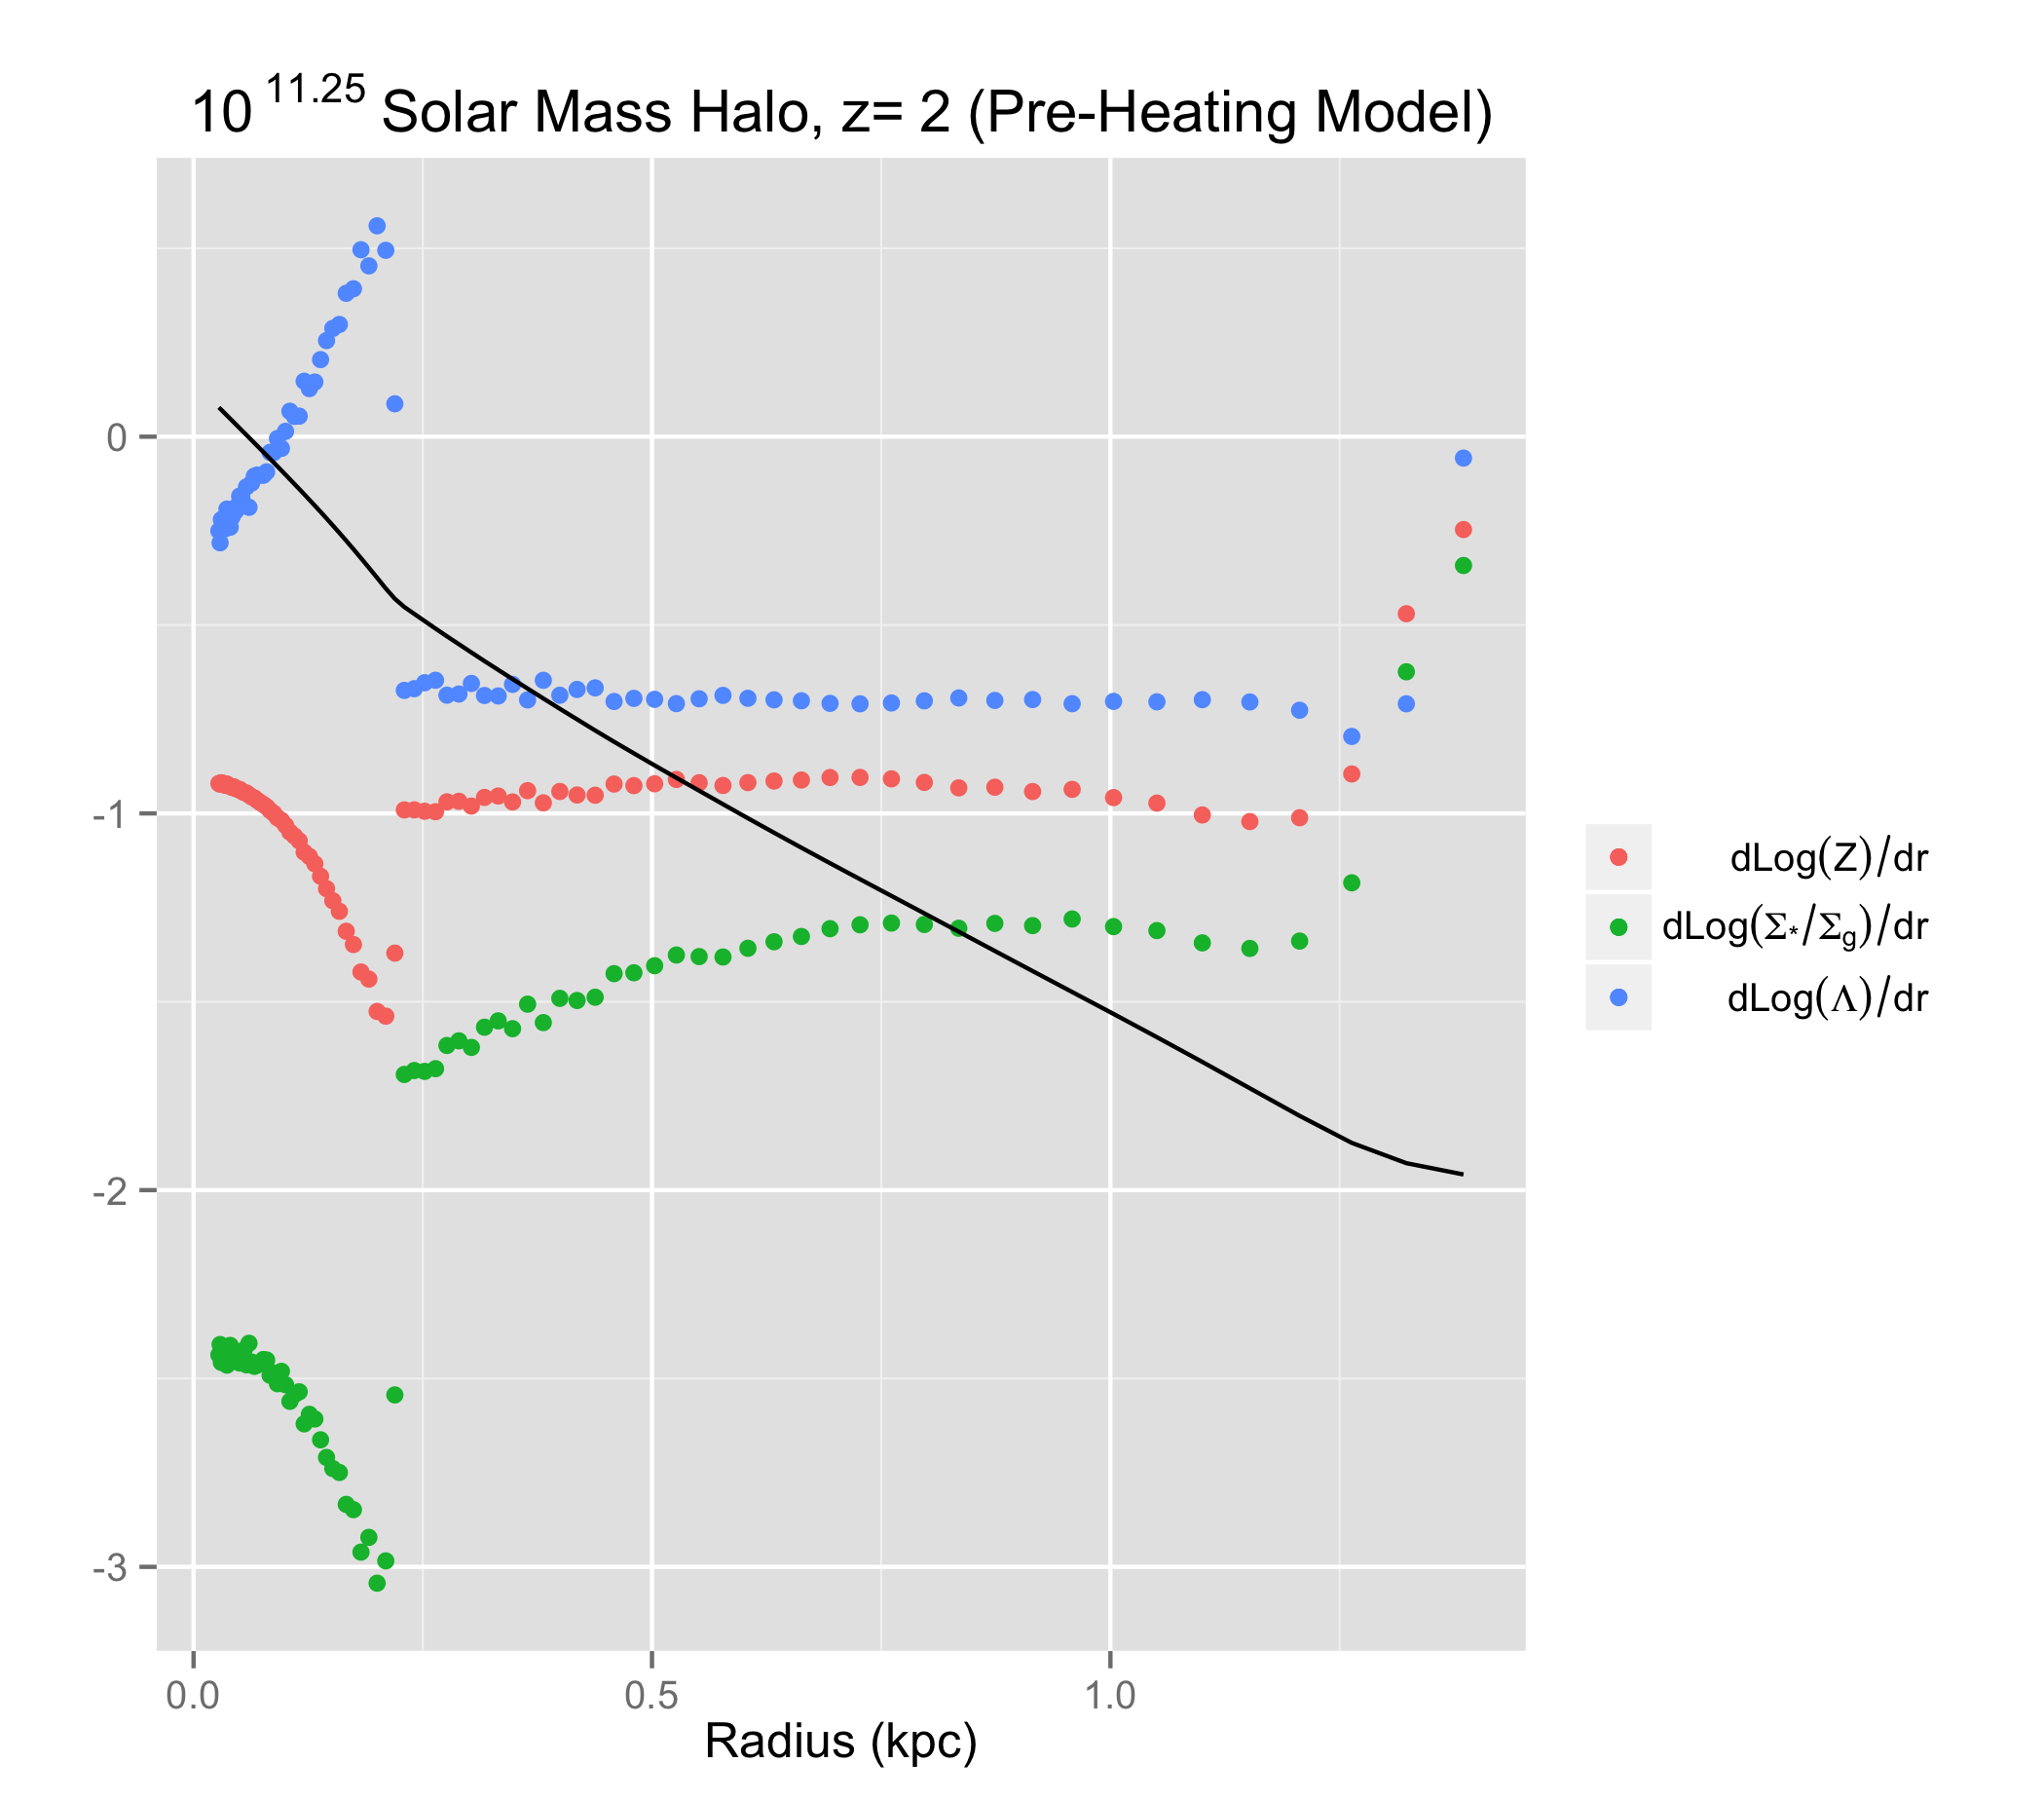 10^11.25 Solar Mass Halo, z= 2 (Pre-Heating Model)
0
-1
-2
-3
0.0 0.5 1.0
Radius (kpc)
dLog(Z)/dr
dLog(Σ*/Σg)/dr
dLog(Λ)/dr